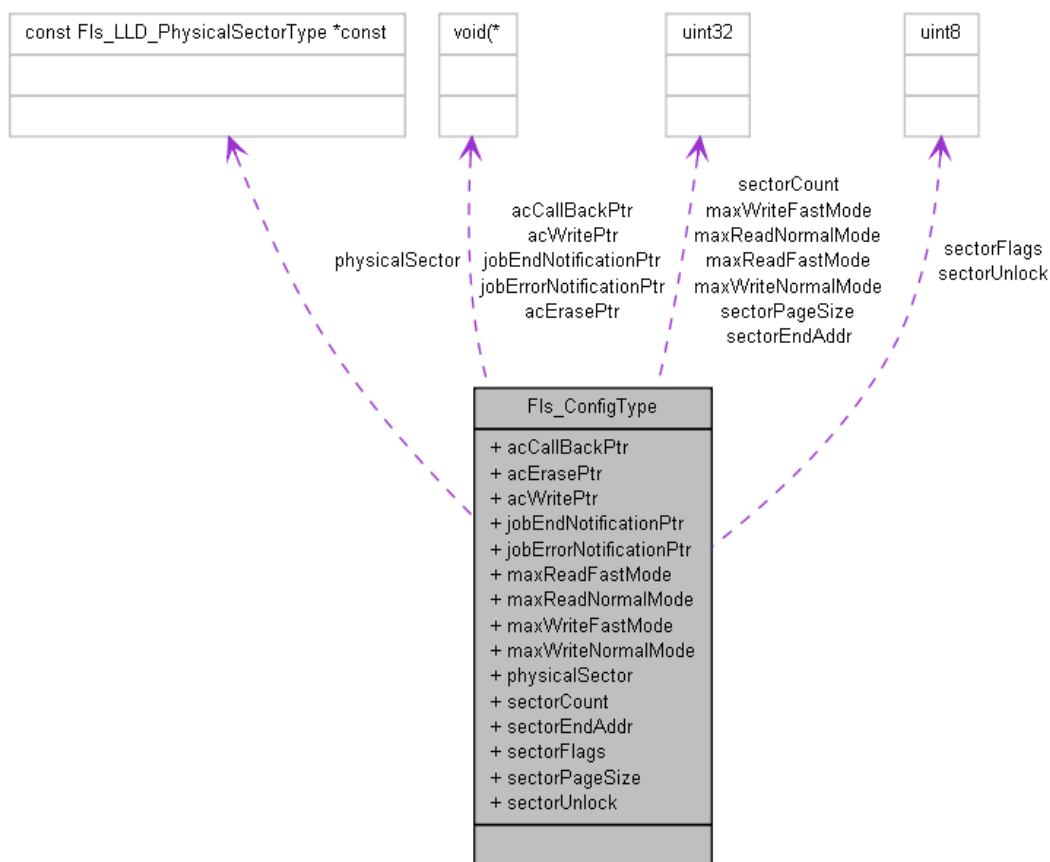 const Fls_LLD_PhysicalSectorType *const
void(*
uint32
uint8
physicalSector
acCallBackPtr
acWritePtr
jobEndNotificationPtr
jobErrorNotificationPtr
acErasePtr
sectorCount
maxWriteFastMode
maxReadNormalMode
maxReadFastMode
maxWriteNormalMode
sectorPageSize
sectorEndAddr
sectorFlags
sectorUnlock
Fls_ConfigType
+ acCallBackPtr
+ acErasePtr
+ acWritePtr
+ jobEndNotificationPtr
+ jobErrorNotificationPtr
+ maxReadFastMode
+ maxReadNormalMode
+ maxWriteFastMode
+ maxWriteNormalMode
+ physicalSector
+ sectorCount
+ sectorEndAddr
+ sectorFlags
+ sectorPageSize
+ sectorUnlock